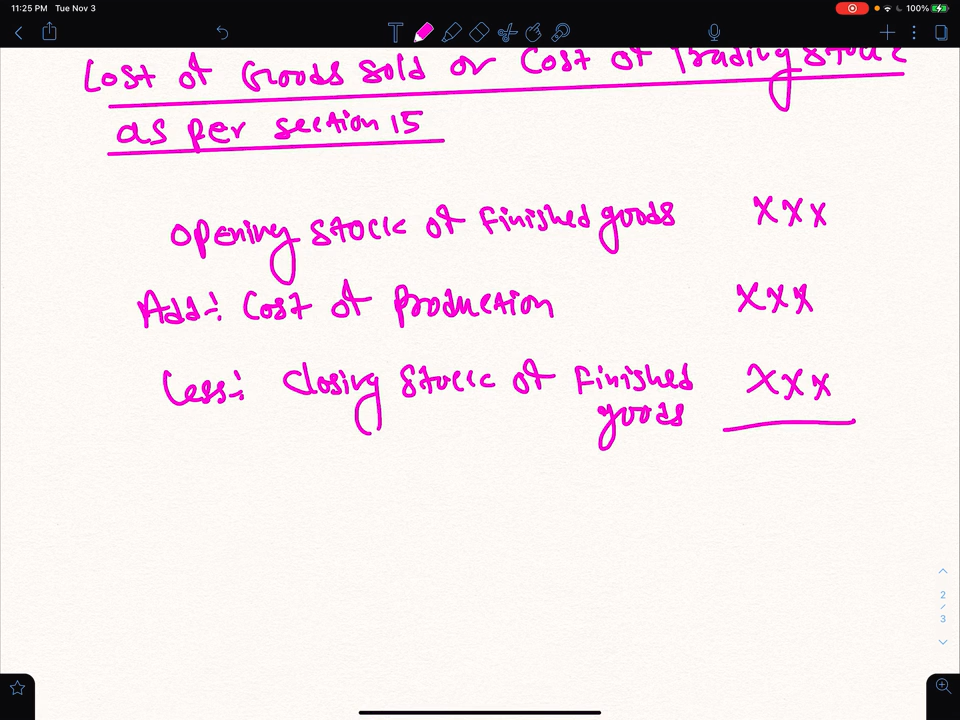 11:25 PM Tue Nov 3
100%
Cost of Goods Sold or Cost of Trading Stock
as per section 15
Opening Stock of Finished goods XXX
Add:- Cost of Production XXX
Less:- Closing Stock of Finished XXX
goods
2
/
3